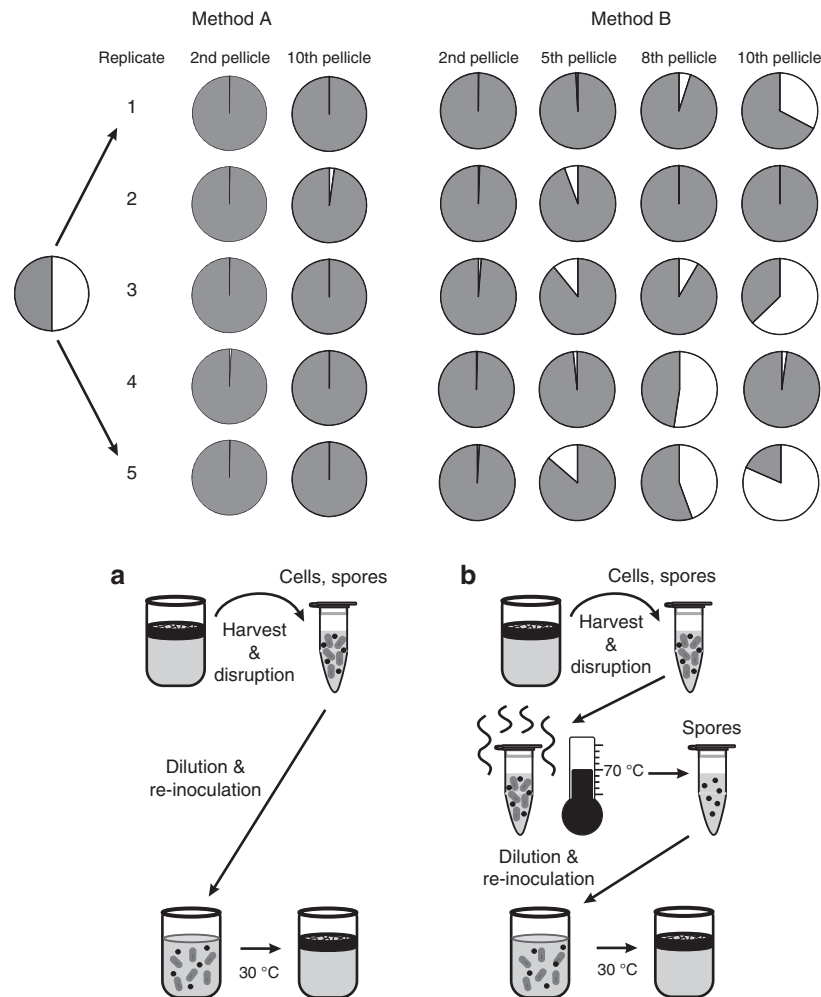 Method A
Method B
Replicate 2nd pellicle 10th pellicle
2nd pellicle 5th pellicle 8th pellicle 10th pellicle
1
2
3
4
5
a
Cells, spores
Harvest
&
disruption
Dilution &
re-inoculation
30 °C
b
Cells, spores
Harvest
&
disruption
70 °C
Spores
Dilution &
re-inoculation
30 °C